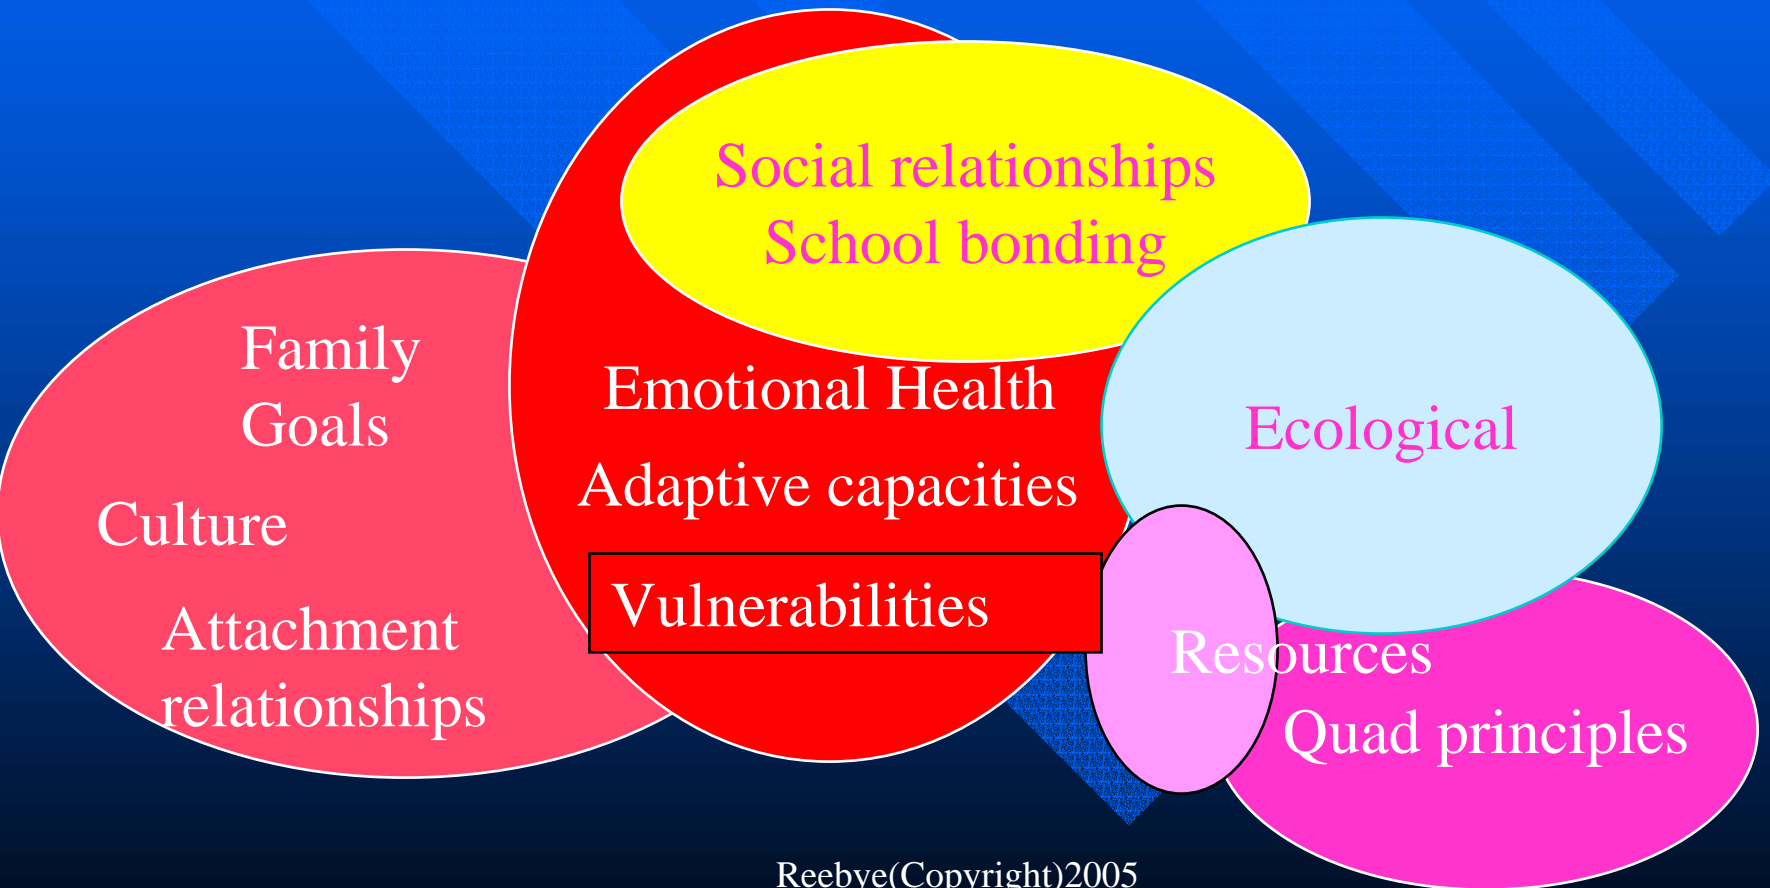 Social relationships
School bonding
Family
Goals
Emotional Health
Ecological
Adaptive capacities
Culture
Vulnerabilities
Attachment
relationships
Resources
Quad principles
Reebye(Copyright)2005